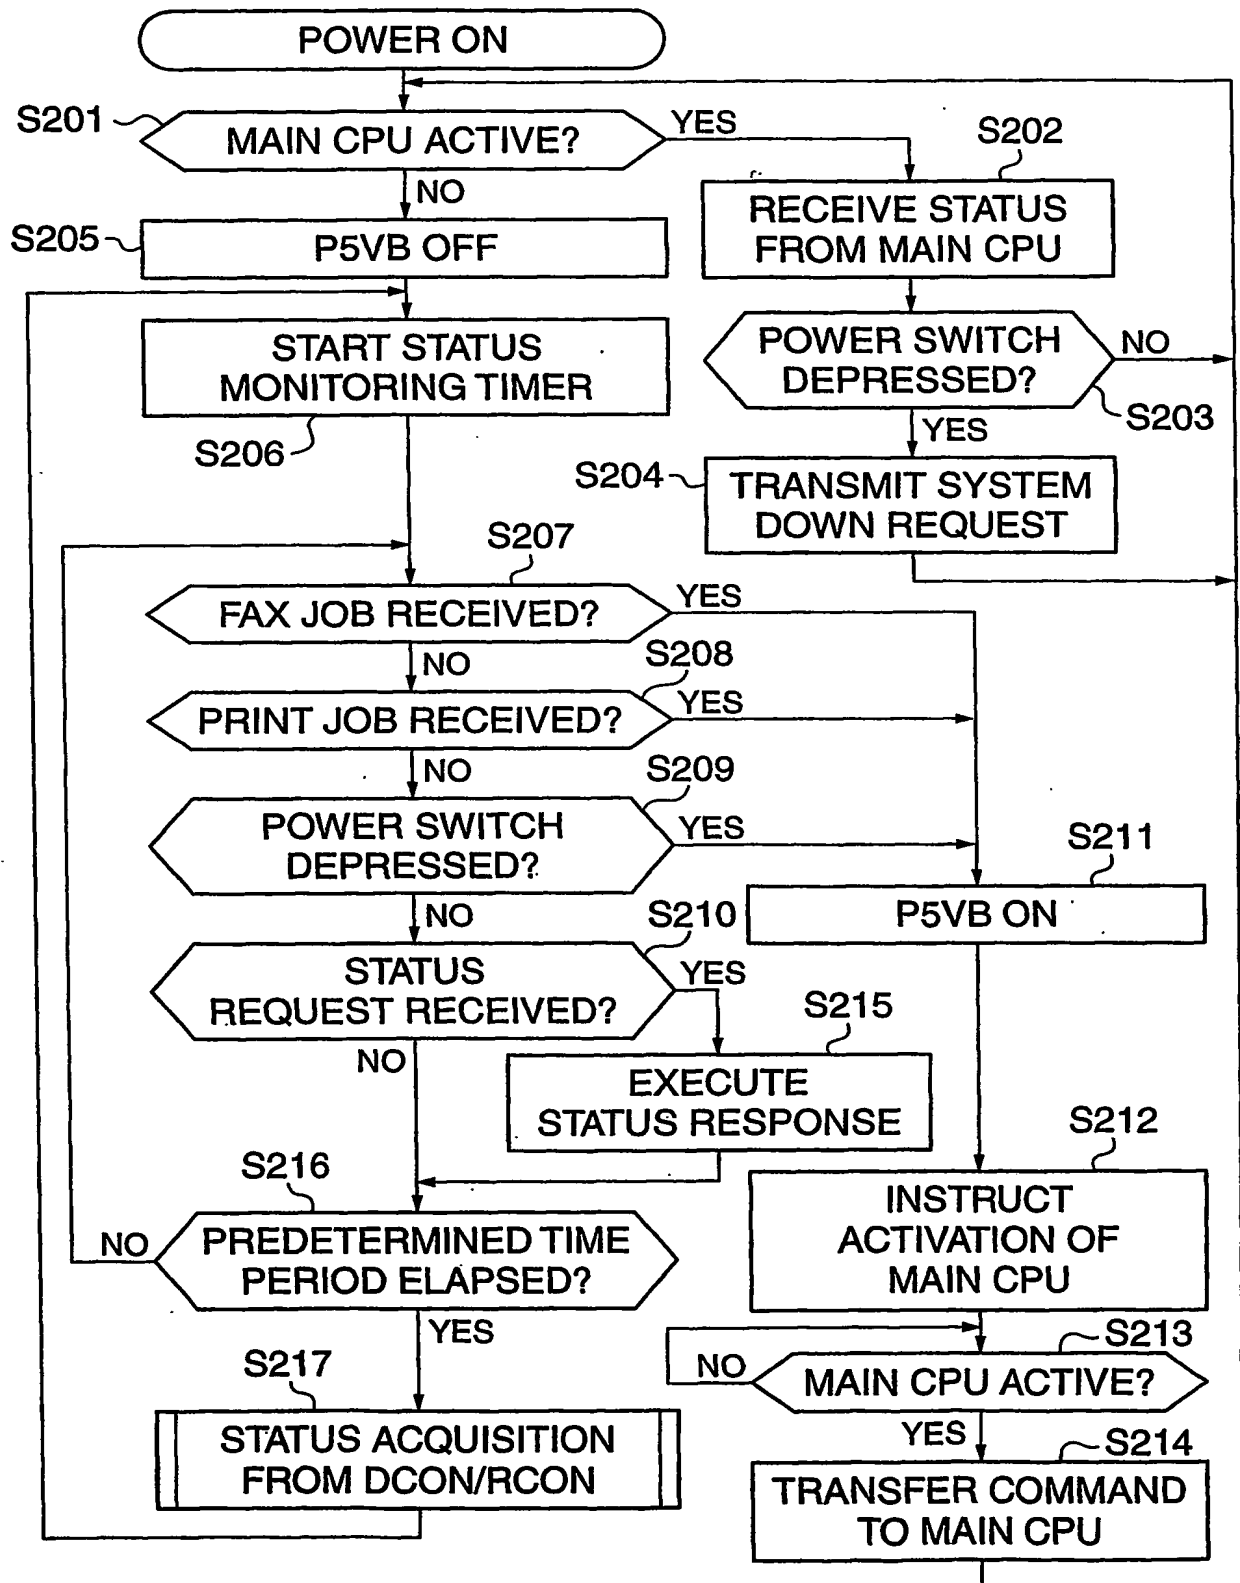 POWER ON
S201
MAIN CPU ACTIVE?
YES
NO
S202
RECEIVE STATUS
FROM MAIN CPU
S205
P5VB OFF
POWER SWITCH
DEPRESSED?
NO
S203
YES
START STATUS
MONITORING TIMER
S206
S204
TRANSMIT SYSTEM
DOWN REQUEST
S207
FAX JOB RECEIVED?
YES
NO
S208
PRINT JOB RECEIVED?
YES
NO
S209
POWER SWITCH
DEPRESSED?
YES
NO
S211
P5VB ON
S210
STATUS
REQUEST RECEIVED?
YES
NO
S215
EXECUTE
STATUS RESPONSE
S212
INSTRUCT
ACTIVATION OF
MAIN CPU
S216
PREDETERMINED TIME
PERIOD ELAPSED?
NO
YES
S213
MAIN CPU ACTIVE?
NO
YES
S217
STATUS ACQUISITION
FROM DCON/RCON
S214
TRANSFER COMMAND
TO MAIN CPU